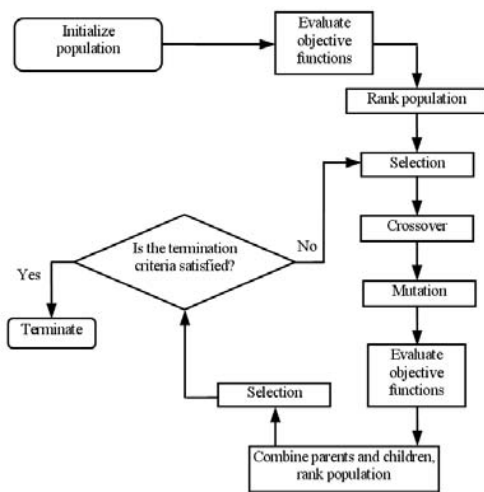 Initialize
population
Evaluate
objective
functions
Rank population
Selection
Crossover
Mutation
Evaluate
objective
functions
Combine parents and children,
rank population
Selection
Is the termination
criteria satisfied?
No
Yes
Terminate